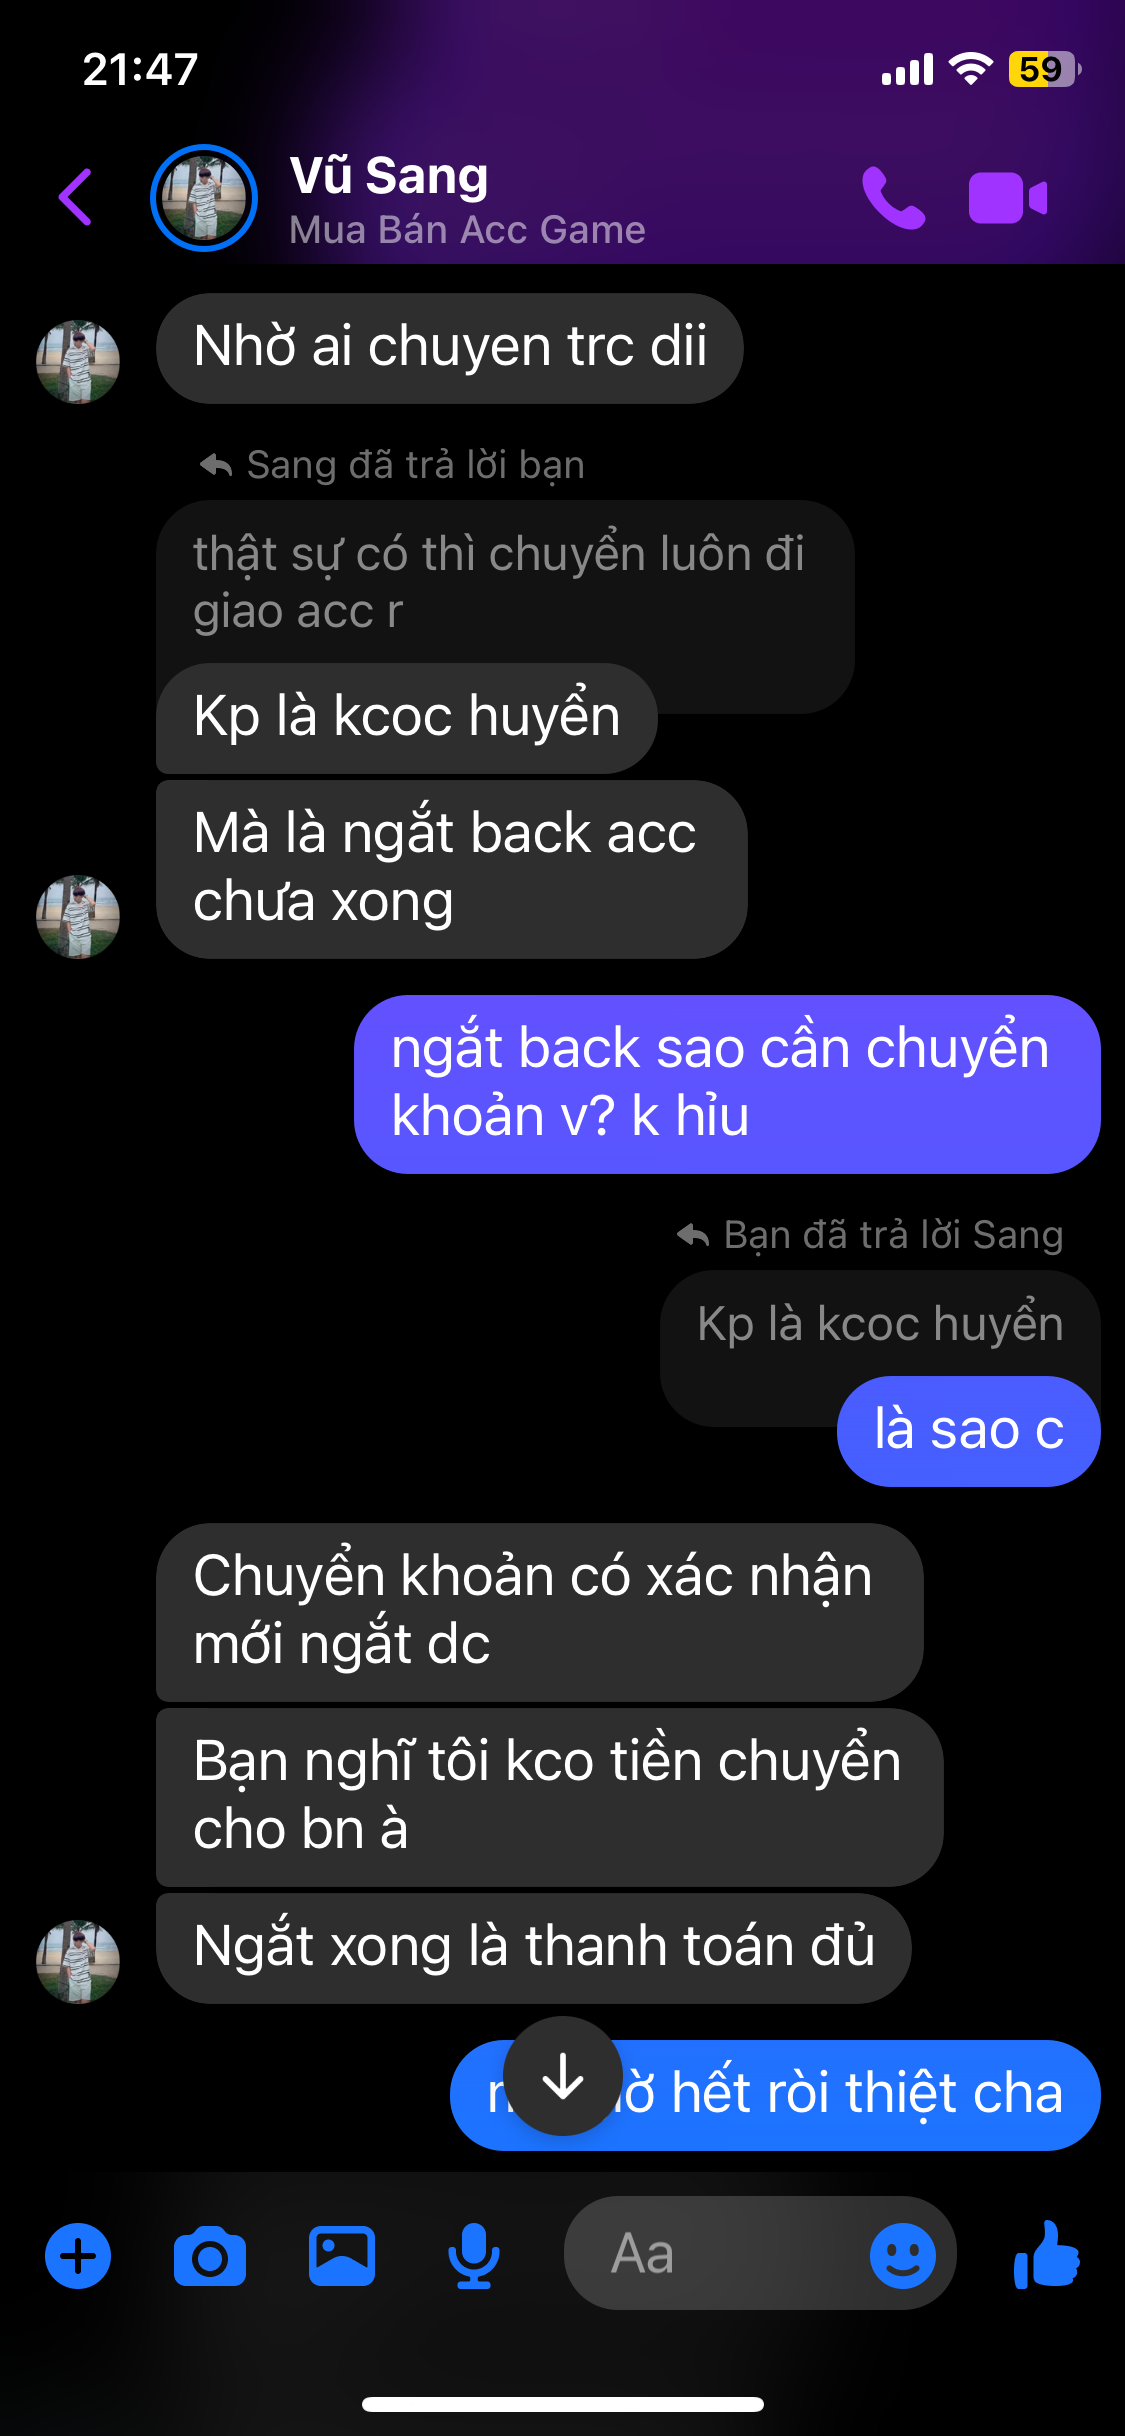 21:47
59
Vũ Sang
Mua Bán Acc Game
Nhờ ai chuyen trc dii
Sang đã trả lời bạn
thật sự có thì chuyển luôn đi
giao acc r
Kp là kcoc huyển
Mà là ngắt back acc
chưa xong
ngắt back sao cần chuyển
khoản v? k hỉu
Bạn đã trả lời Sang
Kp là kcoc huyển
là sao c
Chuyển khoản có xác nhận
mới ngắt dc
Bạn nghĩ tôi kco tiền chuyển
cho bn à
Ngắt xong là thanh toán đủ
hết ròi thiệt cha
Aa